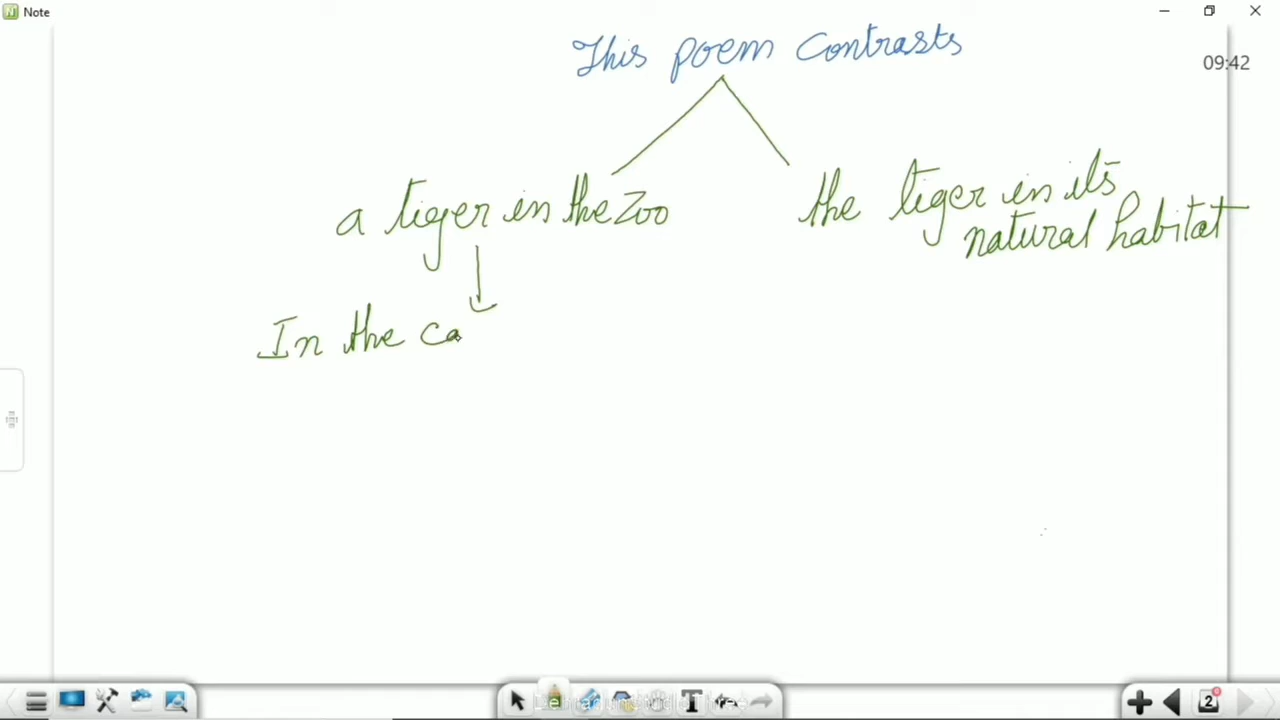 Note
This poem Contrasts
09:42
a tiger in the Zoo
the tiger in its
natural habitat
In the ca
2